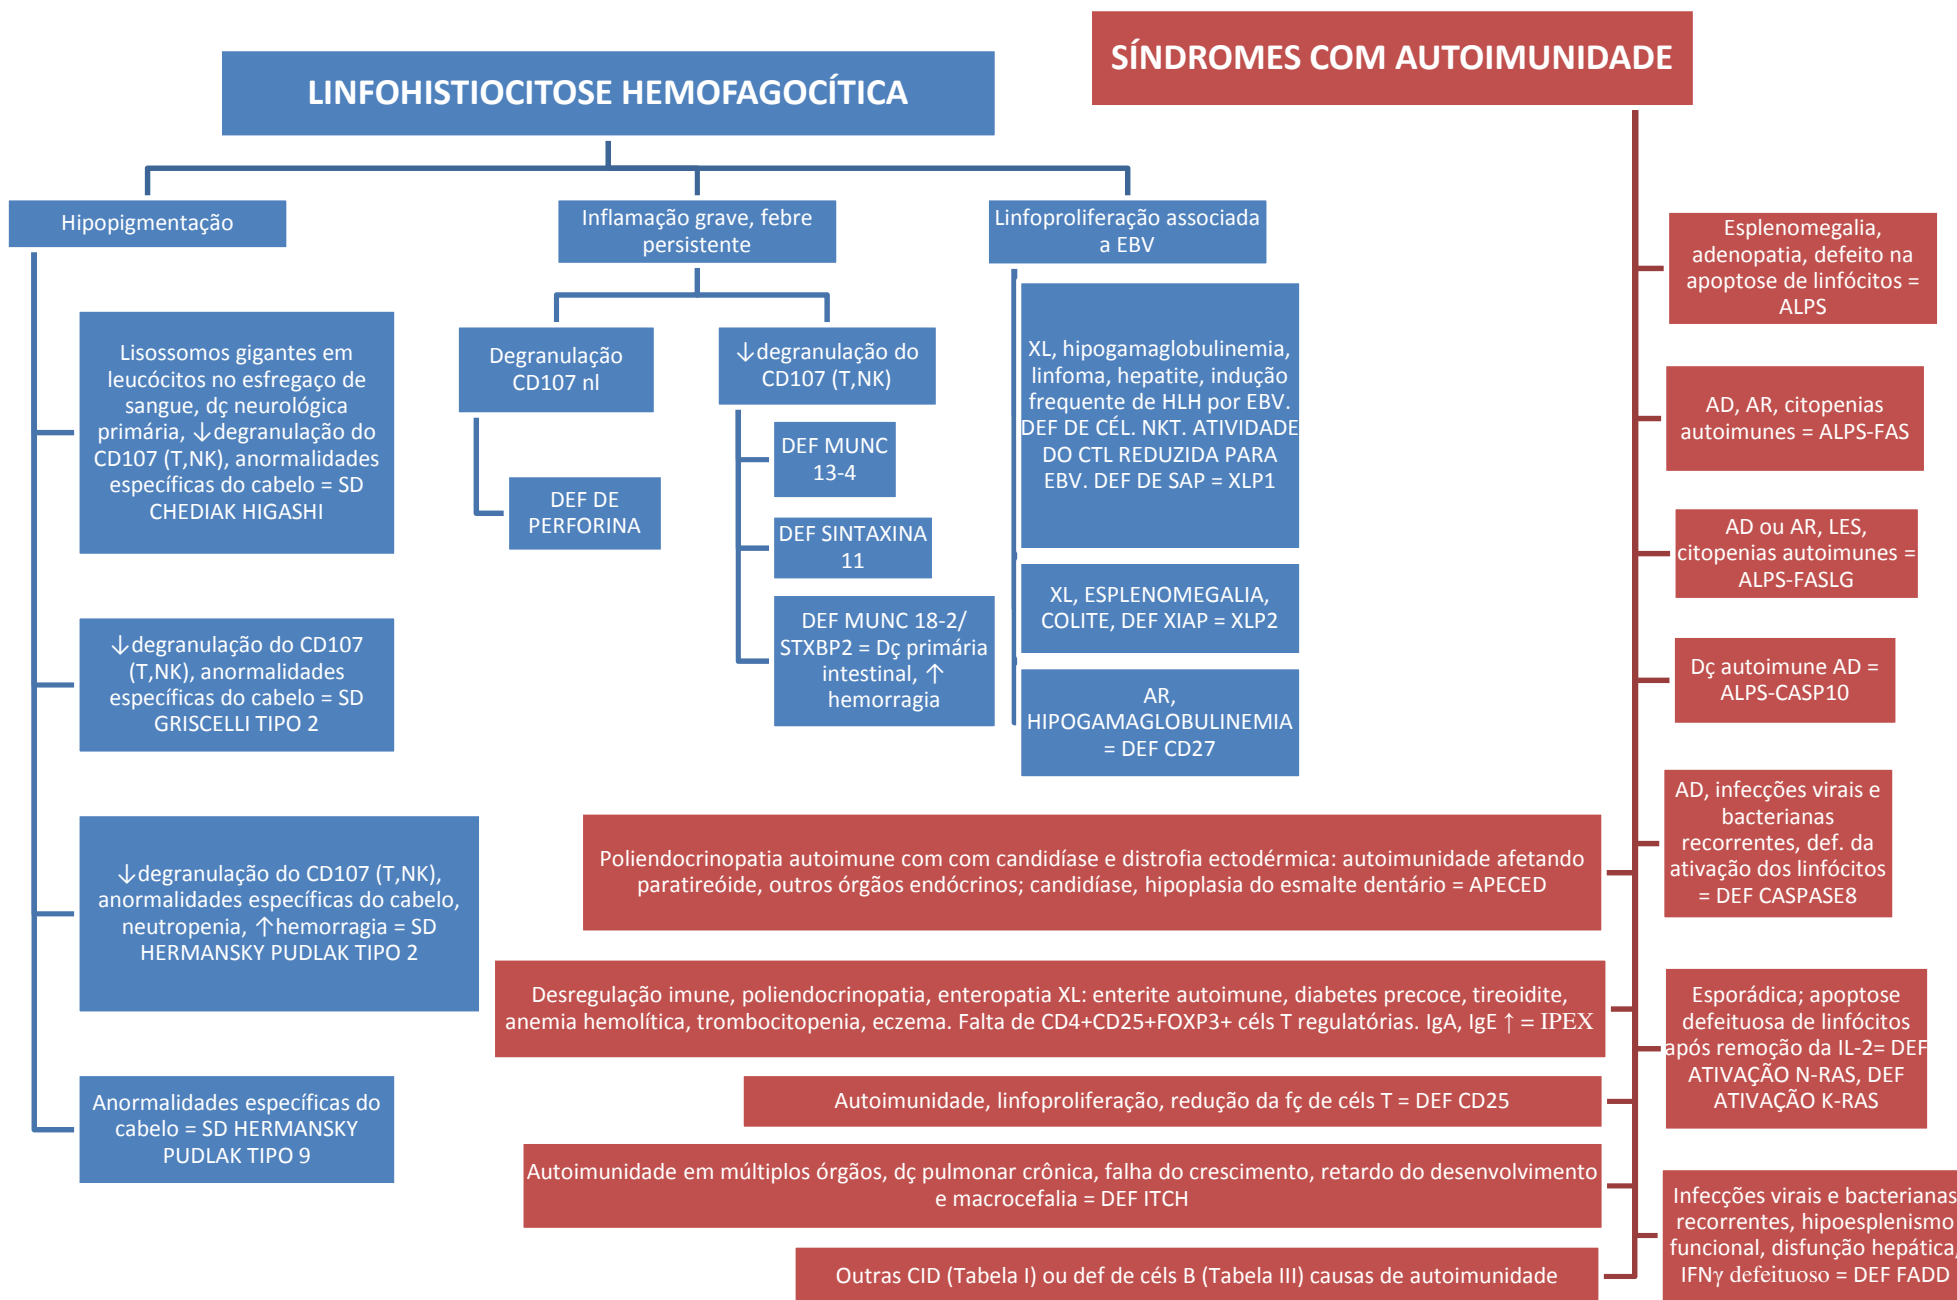 LINFOHISTIOCITOSE HEMOFAGOCÍTICA
Hipopigmentação
Lisossomos gigantes em
leucócitos no esfregaço de
sangue, dç neurológica
primária, ↓degranulação do
CD107 (T,NK), anormalidades
específicas do cabelo = SD
CHEDIAK HIGASHI
↓degranulação do CD107
(T,NK), anormalidades
específicas do cabelo = SD
GRISCELLI TIPO 2
↓degranulação do CD107 (T,NK),
anormalidades específicas do cabelo,
neutropenia, ↑hemorragia = SD
HERMANSKY PUDLAK TIPO 2
Anormalidades específicas do
cabelo = SD HERMANSKY
PUDLAK TIPO 9
Inflamação grave, febre
persistente
Degranulação
CD107 nl
DEF DE
PERFORINA
↓degranulação do
CD107 (T,NK)
DEF MUNC
13-4
DEF SINTAXINA
11
DEF MUNC 18-2/
STXBP2 = Dç primária
intestinal, ↑
hemorragia
Linfoproliferação associada
a EBV
XL, hipogamaglobulinemia,
linfoma, hepatite, indução
frequente de HLH por EBV.
DEF DE CÉL. NKT. ATIVIDADE
DO CTL REDUZIDA PARA
EBV. DEF DE SAP = XLP1
XL, ESPLENOMEGALIA,
COLITE, DEF XIAP = XLP2
AR,
HIPOGAMAGLOBULINEMIA
= DEF CD27
SÍNDROMES COM AUTOIMUNIDADE
Esplenomegalia,
adenopatia, defeito na
apoptose de linfócitos =
ALPS
AD, AR, citopenias
autoimunes = ALPS-FAS
AD ou AR, LES,
citopenias autoimunes =
ALPS-FASLG
Dç autoimune AD =
ALPS-CASP10
AD, infecções virais e
bacterianas
recorrentes, def. da
ativação dos linfócitos
= DEF CASPASE8
Poliendocrinopatia autoimune com com candidíase e distrofia ectodérmica: autoimunidade afetando
paratireóide, outros órgãos endócrinos; candidíase, hipoplasia do esmalte dentário = APECED
Desregulação imune, poliendocrinopatia, enteropatia XL: enterite autoimune, diabetes precoce, tireoidite,
anemia hemolítica, trombocitopenia, eczema. Falta de CD4+CD25+FOXP3+ céls T regulatórias. IgA, IgE ↑ = IPEX
Esporádica; apoptose
defeituosa de linfócitos
após remoção da IL-2= DEF
ATIVAÇÃO N-RAS, DEF
ATIVAÇÃO K-RAS
Autoimunidade, linfoproliferação, redução da fç de céls T = DEF CD25
Autoimunidade em múltiplos órgãos, dç pulmonar crônica, falha do crescimento, retardo do desenvolvimento
e macrocefalia = DEF ITCH
Infecções virais e bacterianas
recorrentes, hipoesplenismo
funcional, disfunção hepática,
IFNγ defeituoso = DEF FADD
Outras CID (Tabela I) ou def de céls B (Tabela III) causas de autoimunidade